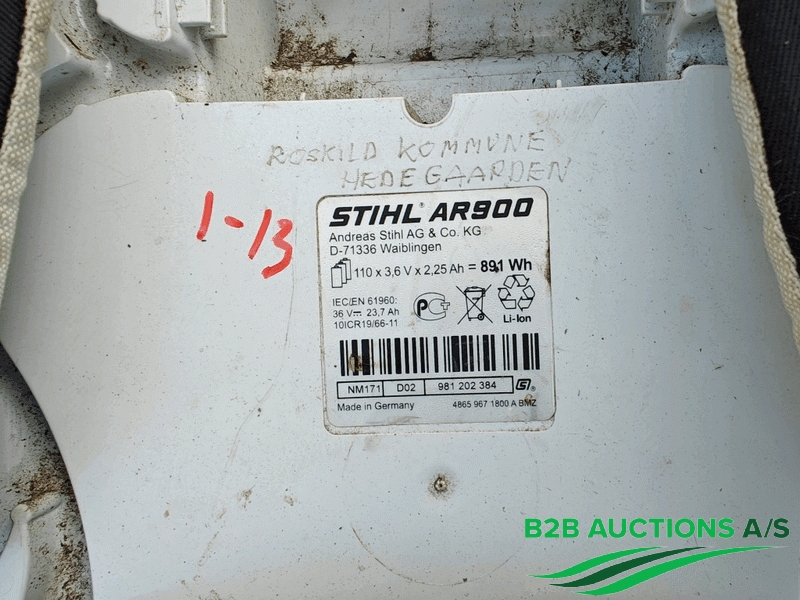 ROSKILD KOMMUNE
HEDEGAARDEN
1-13
STIHL® AR900
Andreas Stihl AG & Co. KG
D-71336 Waiblingen
110 x 3,6 V x 2,25 Ah = 891 Wh
IEC/EN 61960:
36 V⎓ 23,7 Ah
10ICR19/66-11
Li-Ion
NM171 D02 981 202 384 S®
Made in Germany 4865 967 1800 A BMZ
B2B AUCTIONS A/S